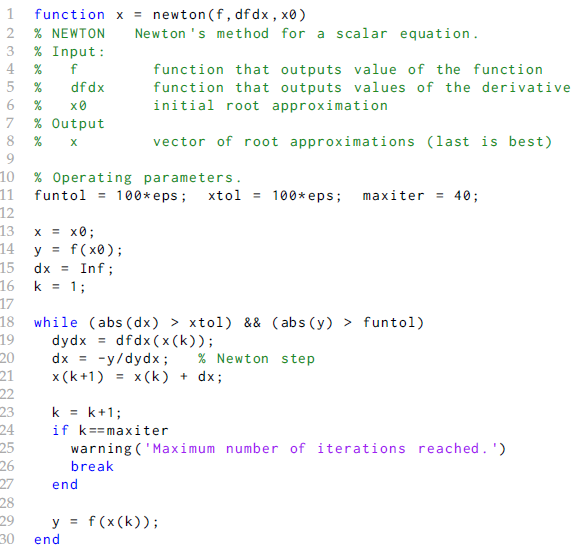 1 function x = newton(f,dfdx,x0)
2 % NEWTON   Newton's method for a scalar equation.
3 % Input:
4 %   f        function that outputs value of the function
5 %   dfdx     function that outputs values of the derivative
6 %   x0       initial root approximation
7 % Output
8 %   x        vector of root approximations (last is best)
9
10 % Operating parameters.
11 funtol = 100*eps;  xtol = 100*eps;  maxiter = 40;
12
13 x = x0;
14 y = f(x0);
15 dx = Inf;
16 k = 1;
17
18 while (abs(dx) > xtol) && (abs(y) > funtol)
19   dydx = dfdx(x(k));
20   dx = -y/dydx;   % Newton step
21   x(k+1) = x(k) + dx;
22
23   k = k+1;
24   if k==maxiter
25     warning('Maximum number of iterations reached.')
26     break
27   end
28
29   y = f(x(k));
30 end